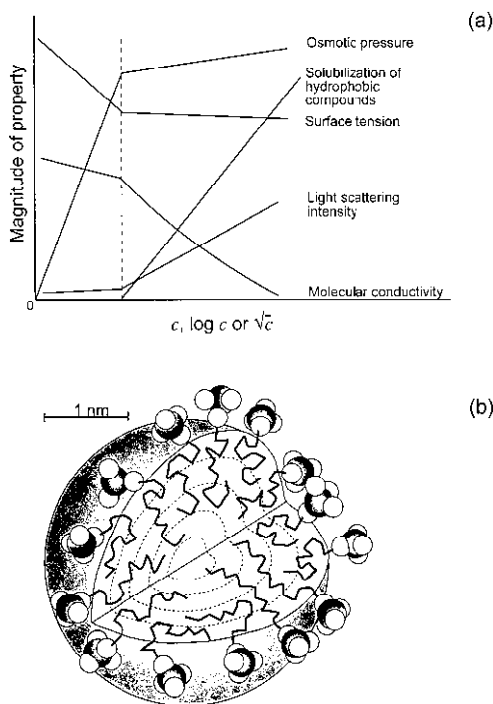 (a)
Osmotic pressure
Solubilization of
hydrophobic
compounds
Surface tension
Magnitude of property
Light scattering
intensity
Molecular conductivity
0
c, log c or √c
(b)
1 nm